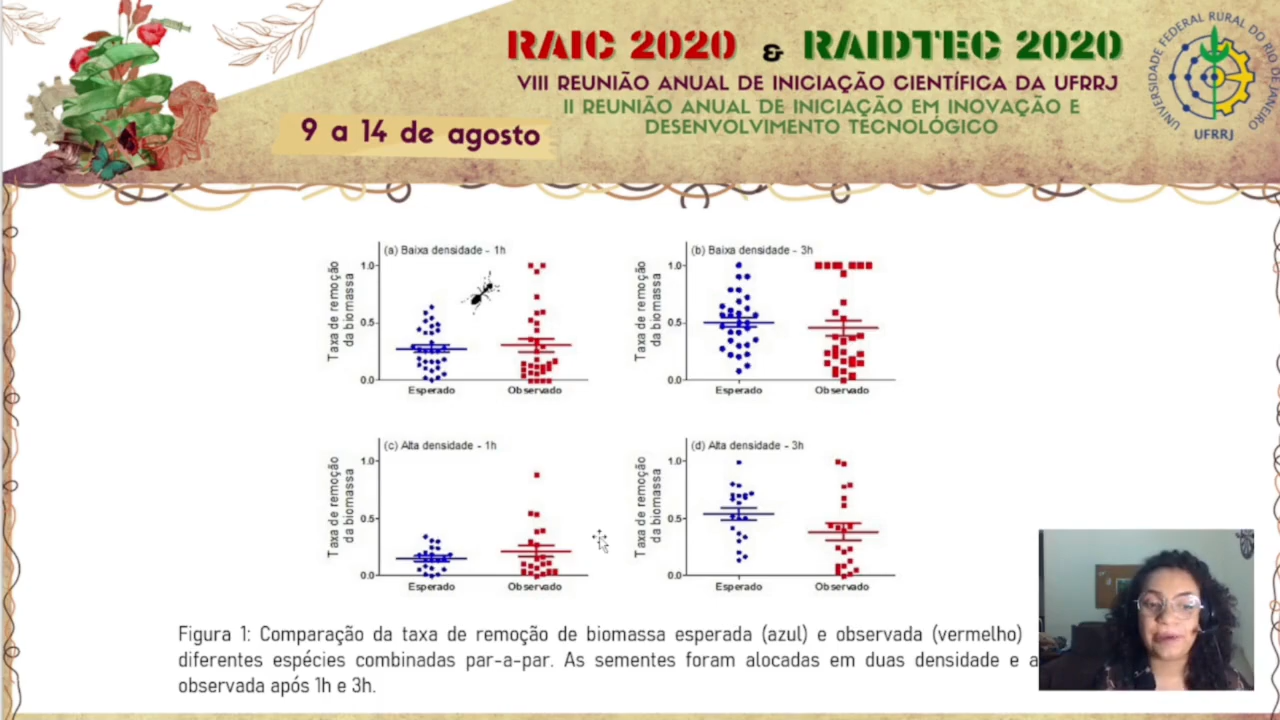 RAIC 2020 & RAIDTEC 2020
VIII REUNIÃO ANUAL DE INICIAÇÃO CIENTÍFICA DA UFRRJ
II REUNIÃO ANUAL DE INICIAÇÃO EM INOVAÇÃO E
DESENVOLVIMENTO TECNOLÓGICO
9 a 14 de agosto
UNIVERSIDADE FEDERAL RURAL DO RIO DE JANEIRO
UFRRJ
(a) Baixa densidade - 1h
Taxa de remoção
da biomassa
1.0
0.5
0.0
Esperado
Observado
(b) Baixa densidade - 3h
Taxa de remoção
da biomassa
1.0
0.5
0.0
Esperado
Observado
(c) Alta densidade - 1h
Taxa de remoção
da biomassa
1.0
0.5
0.0
Esperado
Observado
(d) Alta densidade - 3h
Taxa de remoção
da biomassa
1.0
0.5
0.0
Esperado
Observado
Figura 1: Comparação da taxa de remoção de biomassa esperada (azul) e observada (vermelho)
diferentes espécies combinadas par-a-par. As sementes foram alocadas em duas densidade e a
observada após 1h e 3h.